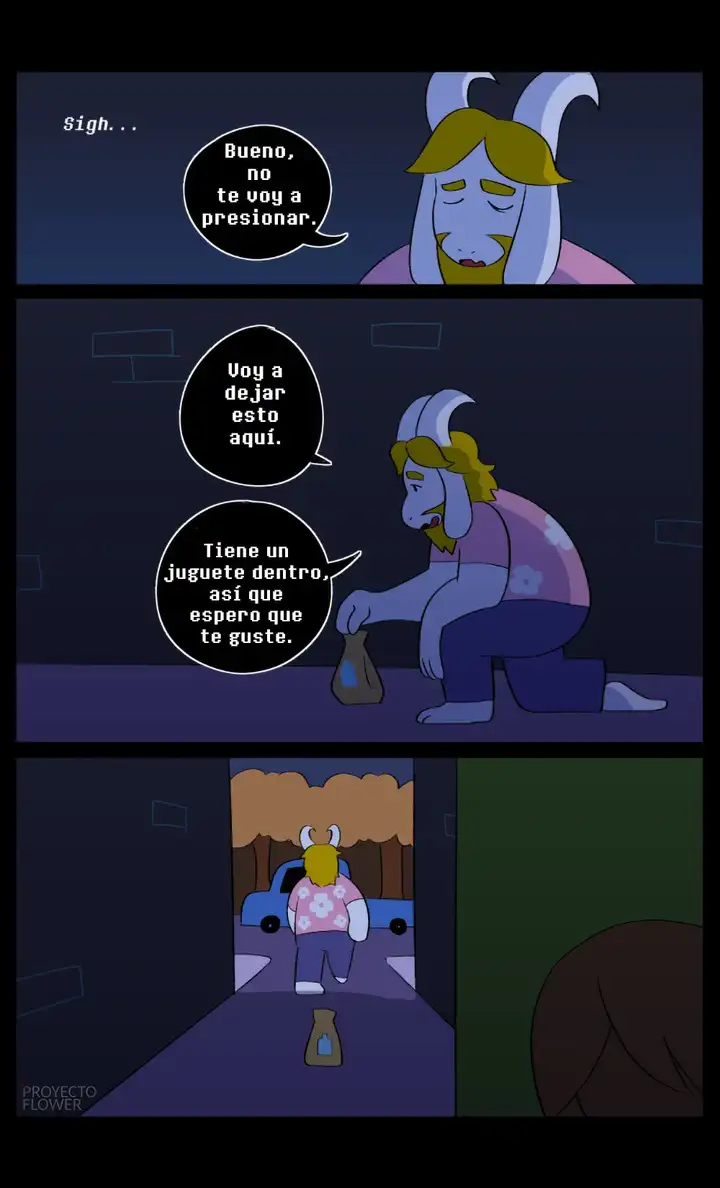 Sigh...
Bueno,
no
te voy a
presionar.
Voy a
dejar
esto
aquí.
Tiene un
juguete dentro,
así que
espero que
te guste.
PROYECTO
FLOWER